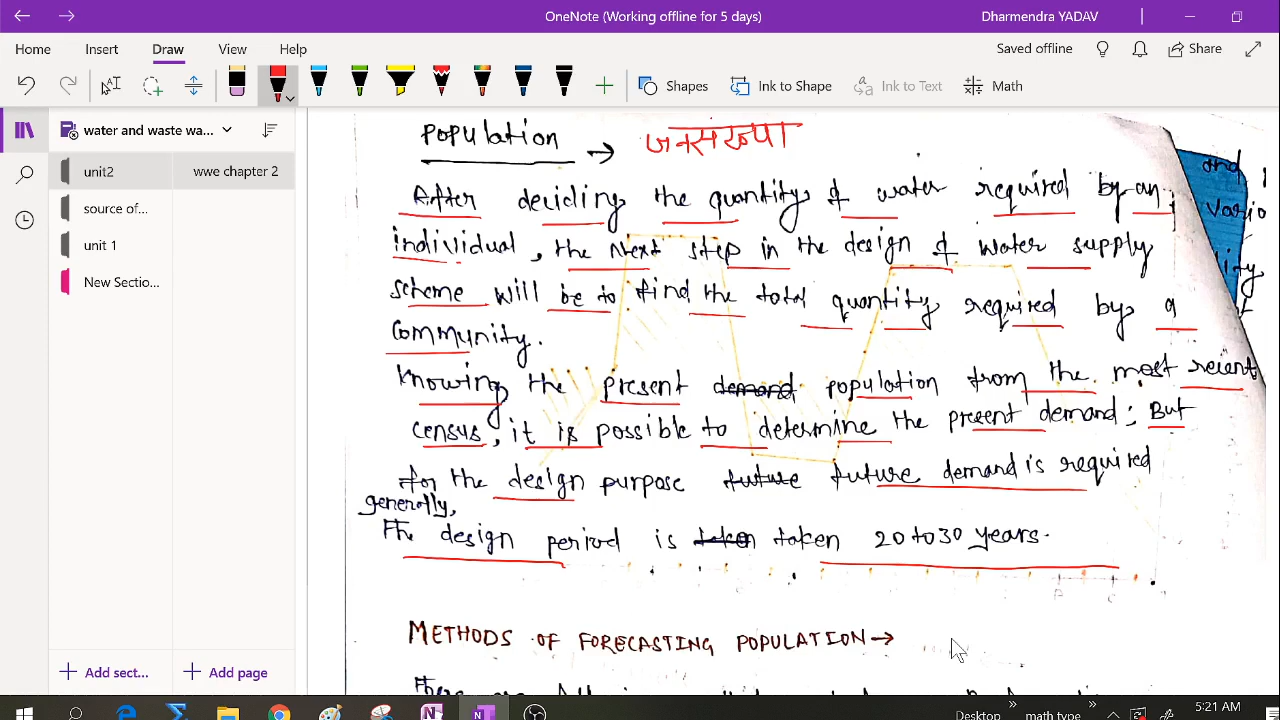 OneNote (Working offline for 5 days)
Dharmendra YADAV
Home Insert Draw View Help
Saved offline
Share
Shapes
Ink to Shape
Ink to Text
Math
water and waste wa...
unit2
wwe chapter 2
source of...
unit 1
New Sectio...
Population → जनसख्या
After deciding the quantity of water required by an
individual, the next step in the design of water supply
scheme will be to find the total quantity required by a
community.
Knowing the present demand population from the most recent
census, it is possible to determine the present demand; But
for the design purpose future future demand is required
generally,
The design period is taken taken 20 to 30 years.
METHODS OF FORECASTING POPULATION →
and
Vario
Add sect...
Add page
Desktop
math type
5:21 AM